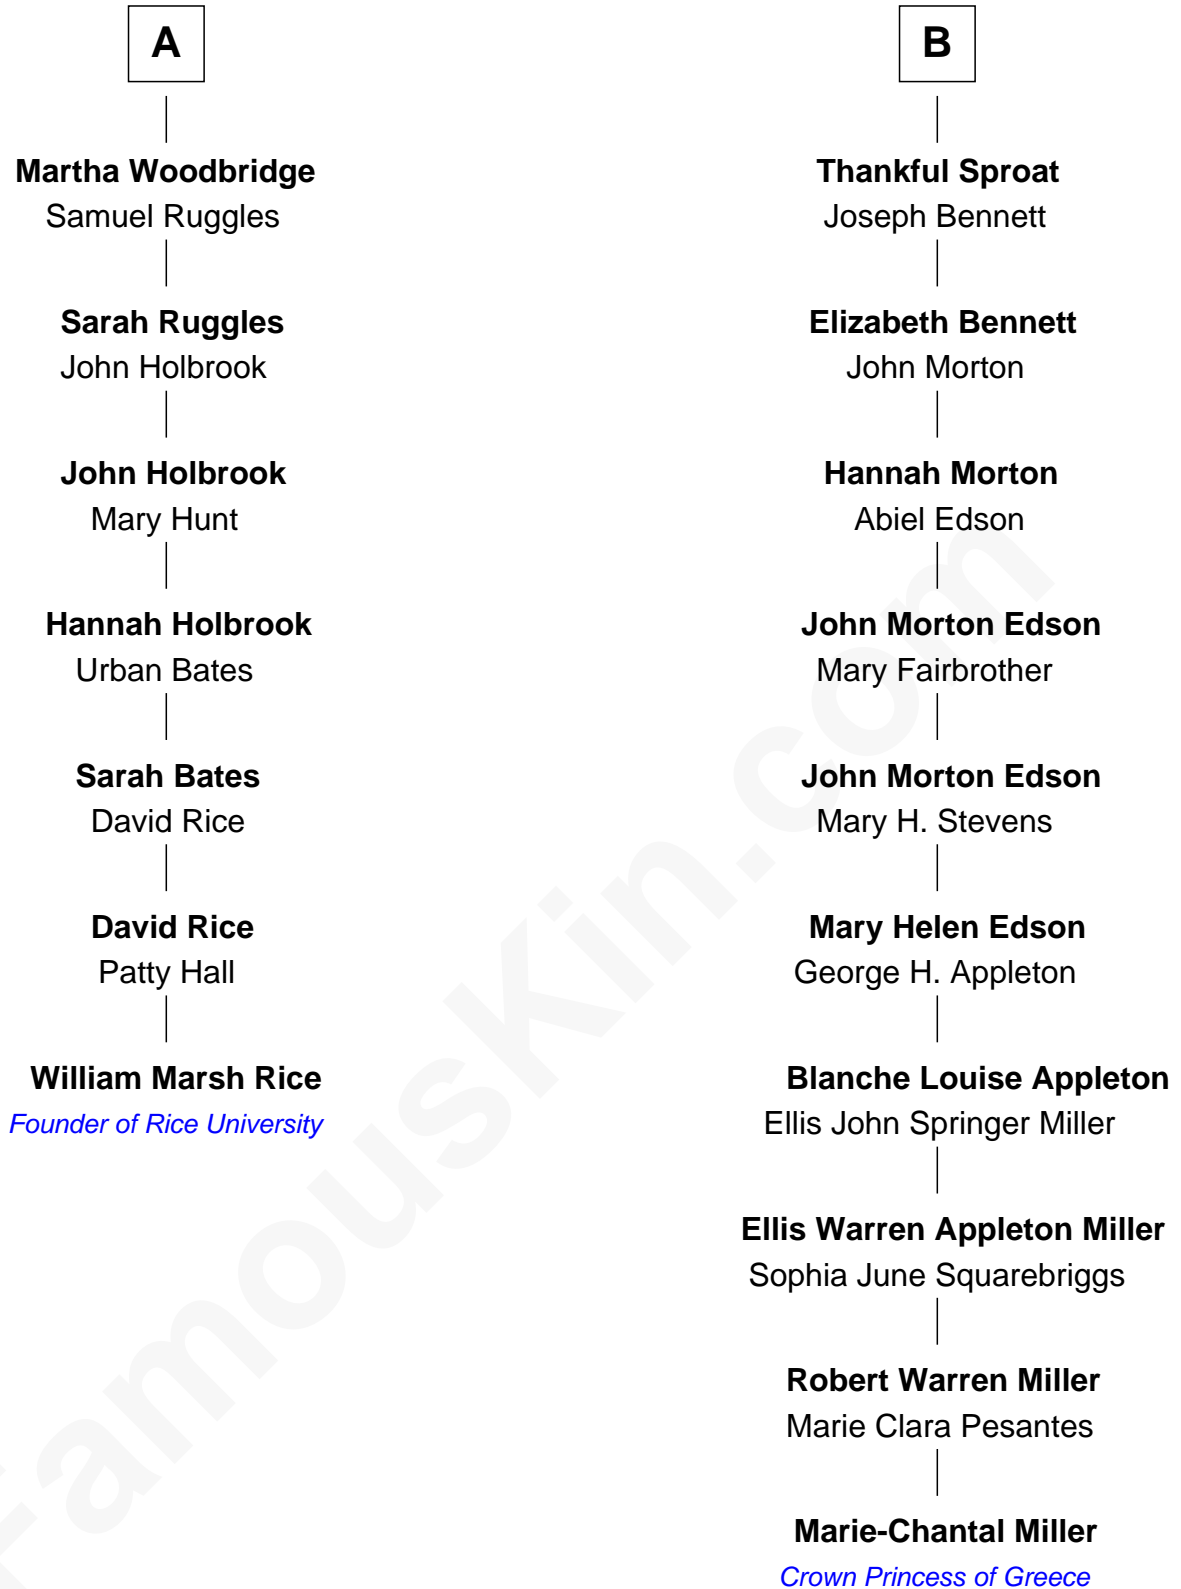 A
Martha Woodbridge
Samuel Ruggles
Sarah Ruggles
John Holbrook
John Holbrook
Mary Hunt
Hannah Holbrook
Urban Bates
Sarah Bates
David Rice
David Rice
Patty Hall
William Marsh Rice
Founder of Rice University
B
Thankful Sproat
Joseph Bennett
Elizabeth Bennett
John Morton
Hannah Morton
Abiel Edson
John Morton Edson
Mary Fairbrother
John Morton Edson
Mary H. Stevens
Mary Helen Edson
George H. Appleton
Blanche Louise Appleton
Ellis John Springer Miller
Ellis Warren Appleton Miller
Sophia June Squarebriggs
Robert Warren Miller
Marie Clara Pesantes
Marie-Chantal Miller
Crown Princess of Greece
FamousKin.com